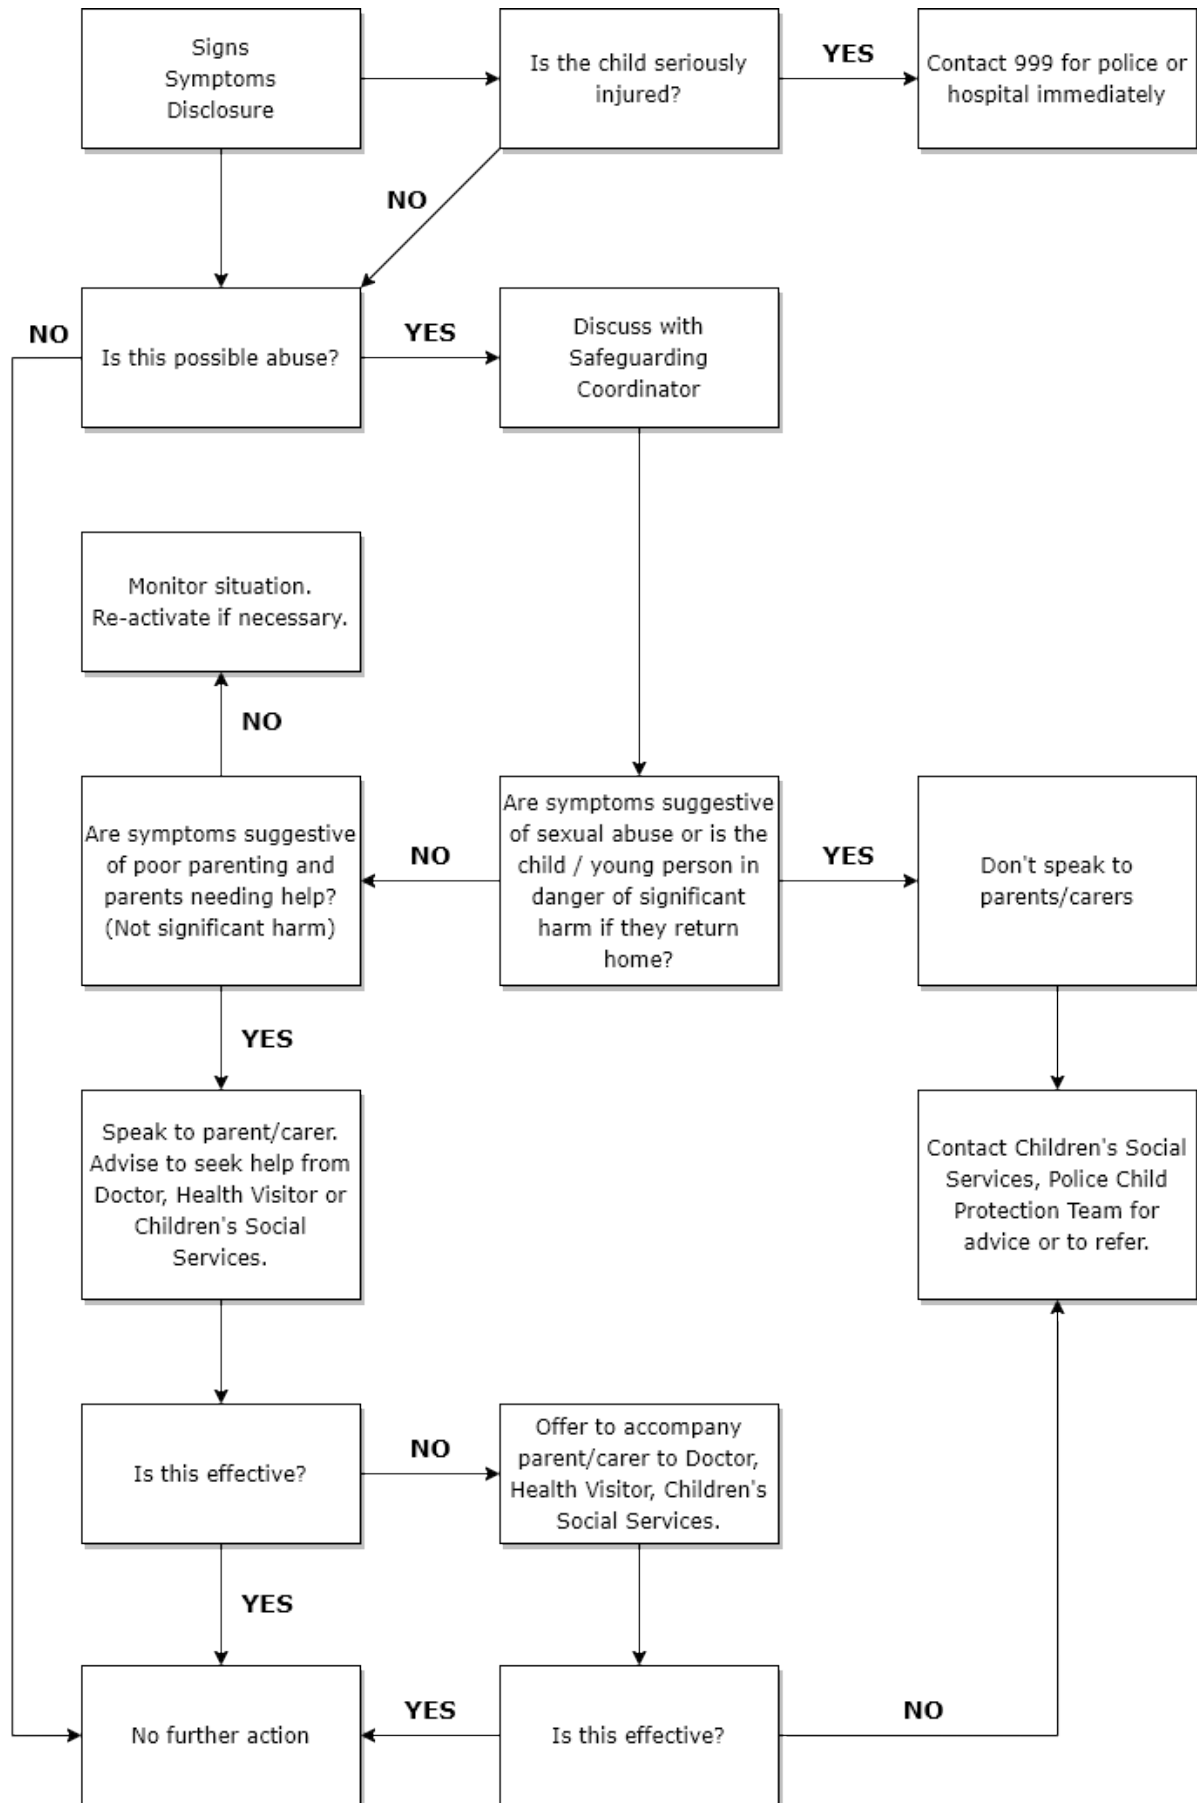 Signs
Symptoms
Disclosure
Is the child seriously
injured?
YES
Contact 999 for police or
hospital immediately
NO
NO
Is this possible abuse?
YES
Discuss with
Safeguarding
Coordinator
Monitor situation.
Re-activate if necessary.
NO
Are symptoms suggestive
of poor parenting and
parents needing help?
(Not significant harm)
NO
Are symptoms suggestive
of sexual abuse or is the
child / young person in
danger of significant
harm if they return
home?
YES
Don't speak to
parents/carers
YES
Speak to parent/carer.
Advise to seek help from
Doctor, Health Visitor or
Children's Social
Services.
Contact Children's Social
Services, Police Child
Protection Team for
advice or to refer.
Is this effective?
NO
Offer to accompany
parent/carer to Doctor,
Health Visitor, Children's
Social Services.
YES
No further action
YES
Is this effective?
NO